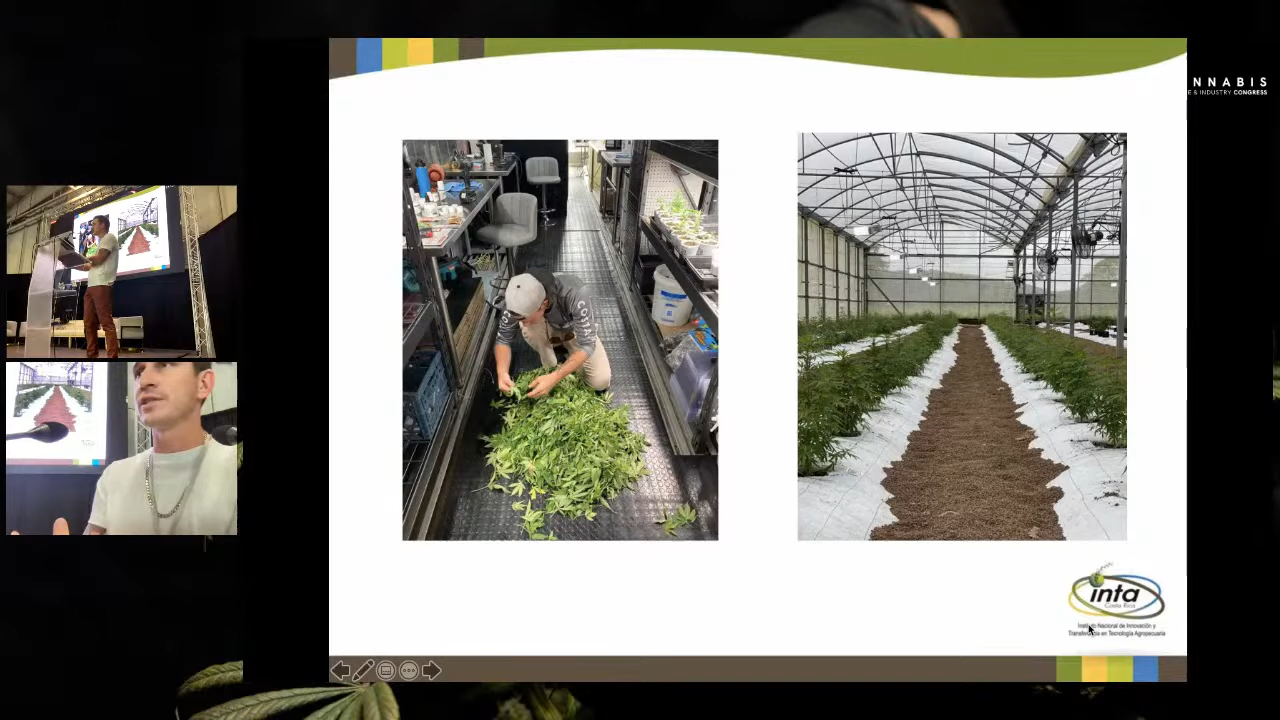 NNABIS
E & INDUSTRY CONGRESS
inta
Costa Rica
Instituto Nacional de Innovación y
Transferencia en Tecnología Agropecuaria